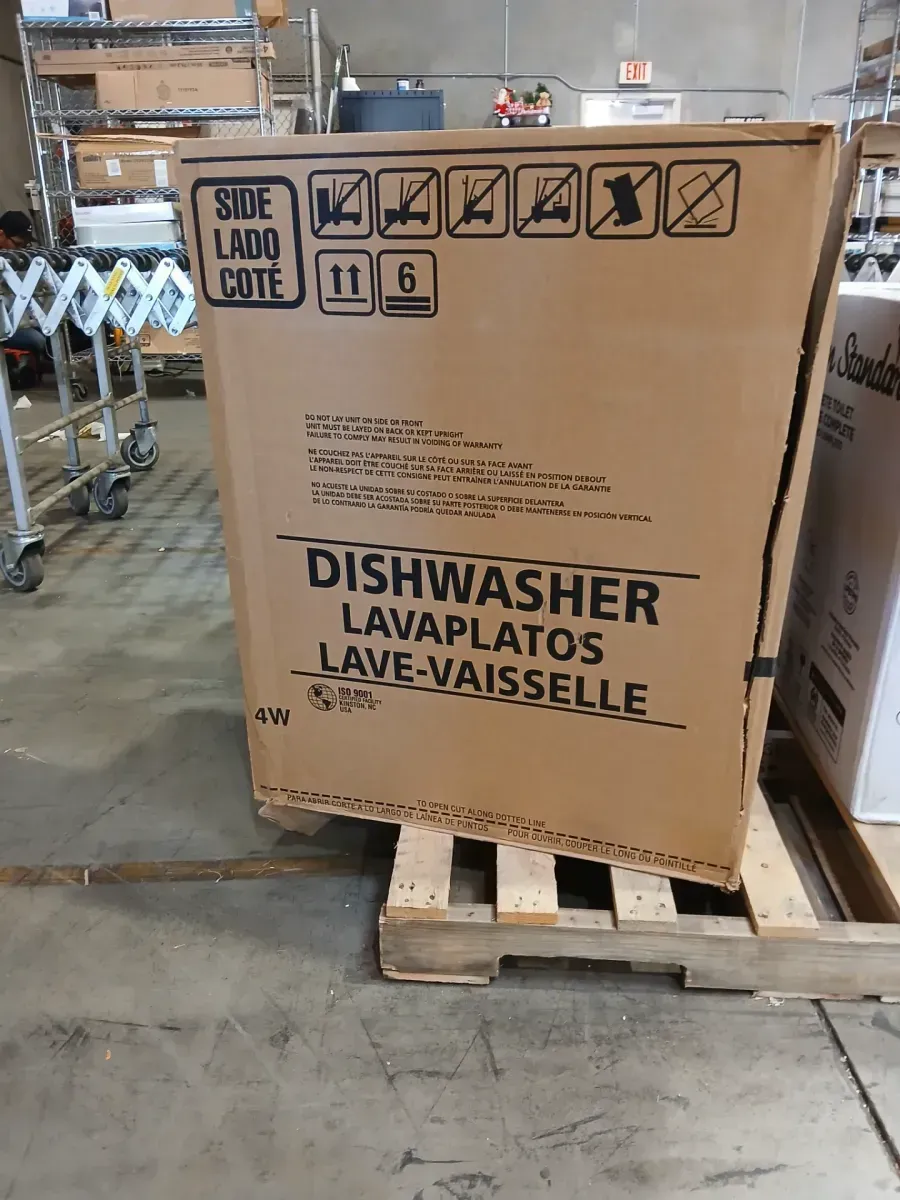 EXIT
SIDE
LADO
COTÉ
6
DO NOT LAY UNIT ON SIDE OR FRONT
UNIT MUST BE LAYED ON BACK OR KEPT UPRIGHT
FAILURE TO COMPLY MAY RESULT IN VOIDING OF WARRANTY
NE COUCHEZ PAS L'APPAREIL SUR LE CÔTÉ OU SUR SA FACE AVANT
L'APPAREIL DOIT ÊTRE COUCHÉ SUR SA FACE ARRIÈRE OU LAISSÉ EN POSITION DEBOUT
LE NON-RESPECT DE CETTE CONSIGNE PEUT ENTRAÎNER L'ANNULATION DE LA GARANTIE
NO ACUESTE LA UNIDAD SOBRE SU COSTADO O SOBRE LA SUPERFICIE DELANTERA
LA UNIDAD DEBE SER ACOSTADA SOBRE SU PARTE POSTERIOR O DEBE MANTENERSE EN POSICIÓN VERTICAL
DE LO CONTRARIO LA GARANTÍA PODRÍA QUEDAR ANULADA
DISHWASHER
LAVAPLATOS
LAVE-VAISSELLE
ISO 9001
CERTIFIED FACILITY
KINSTON, NC
USA
4W
TO OPEN CUT ALONG DOTTED LINE
PARA ABRIR CORTE A LO LARGO DE LAÍNEA DE PUNTOS
POUR OUVRIR, COUPER LE LONG DU POINTILLÉ
Standar
TOILET
COMPLETE